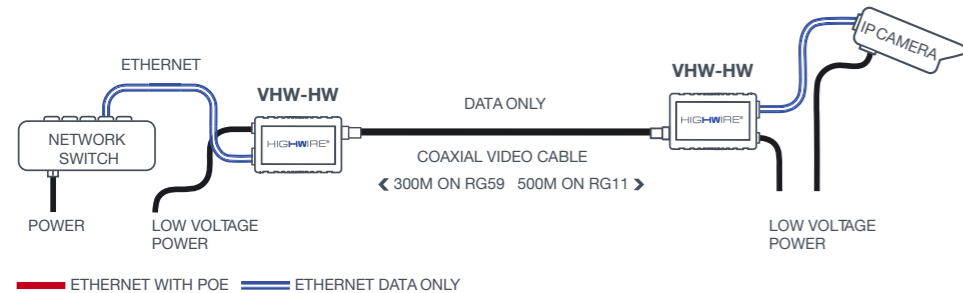 ETHERNET
VHW-HW
NETWORK
SWITCH
HIGHWIRE®
POWER
LOW VOLTAGE
POWER
DATA ONLY
COAXIAL VIDEO CABLE
300M ON RG59 500M ON RG11
VHW-HW
HIGHWIRE®
IP CAMERA
LOW VOLTAGE
POWER
ETHERNET WITH POE ETHERNET DATA ONLY